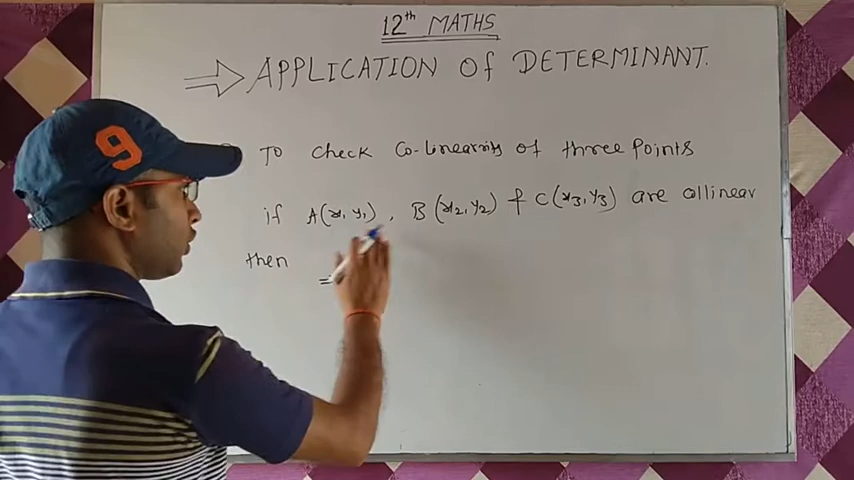 12th MATHS
⇒ APPLICATION OF DETERMINANT.
To Check Co-linearity of three Points
if A(x1, y1), B(x2, y2) & C(x3, y3) are collinear
then =
9